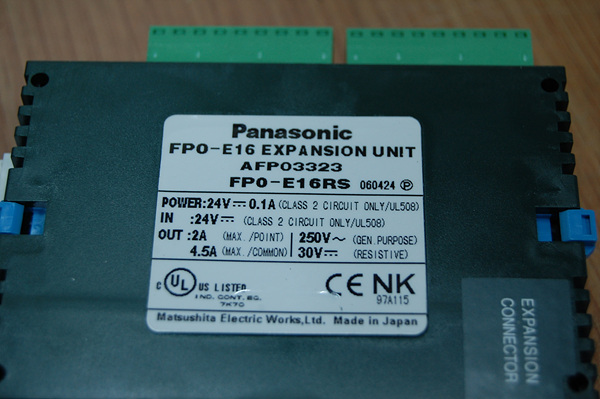 Panasonic
FP0-E16 EXPANSION UNIT
AFP03323
FP0-E16RS 060424 P
POWER:24V⎓0.1A (CLASS 2 CIRCUIT ONLY/UL508)
IN :24V⎓ (CLASS 2 CIRCUIT ONLY/UL508)
OUT :2A (MAX./POINT) 250V～ (GEN.PURPOSE)
4.5A (MAX./COMMON) 30V⎓ (RESISTIVE)
C UL US LISTED CE NK
IND. CONT. EQ. 97A115
7K70
Matsushita Electric Works,Ltd. Made in Japan
EXPANSION
CONNECTOR